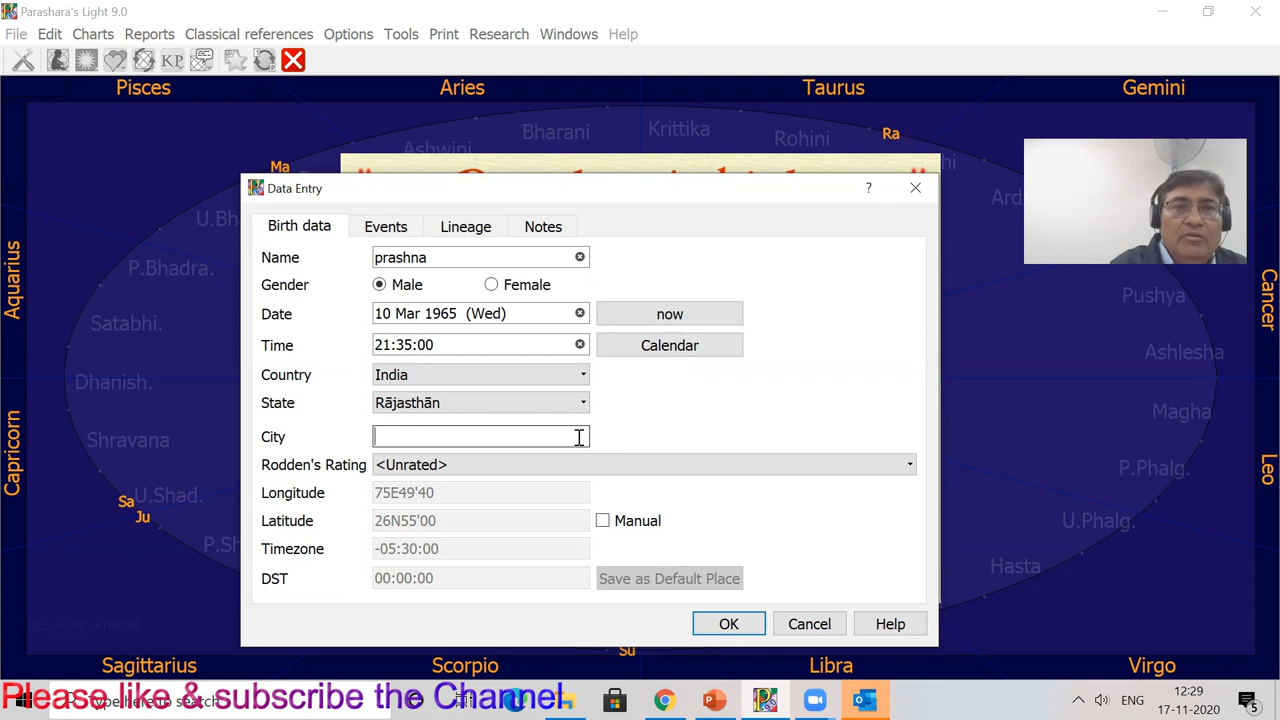 Parashara's Light 9.0
File Edit Charts Reports Classical references Options Tools Print Research Windows Help
KP
Pisces Aries Taurus Gemini
Bharani Krittika Rohini
Ashwini
Ra
Ma
Data Entry
Birth data Events Lineage Notes
Name prashna
Gender Male Female
Date 10 Mar 1965 (Wed) now
Time 21:35:00 Calendar
Country India
State Rājasthān
City
Rodden's Rating <Unrated>
Longitude 75E49'40
Latitude 26N55'00 Manual
Timezone -05:30:00
DST 00:00:00 Save as Default Place
OK Cancel Help
Aquarius
Capricorn
U.Bh
P.Bhadra.
Satabhi.
Dhanish.
Shravana
U.Shad.
P.Sh
Sa
Ju
Ard
Pushya
Ashlesha
Magha
P.Phalg.
U.Phalg.
Hasta
Cancer
Leo
Su
Sagittarius Scorpio Libra Virgo
Please like & subscribe the Channel
ENG
12:29
17-11-2020
5